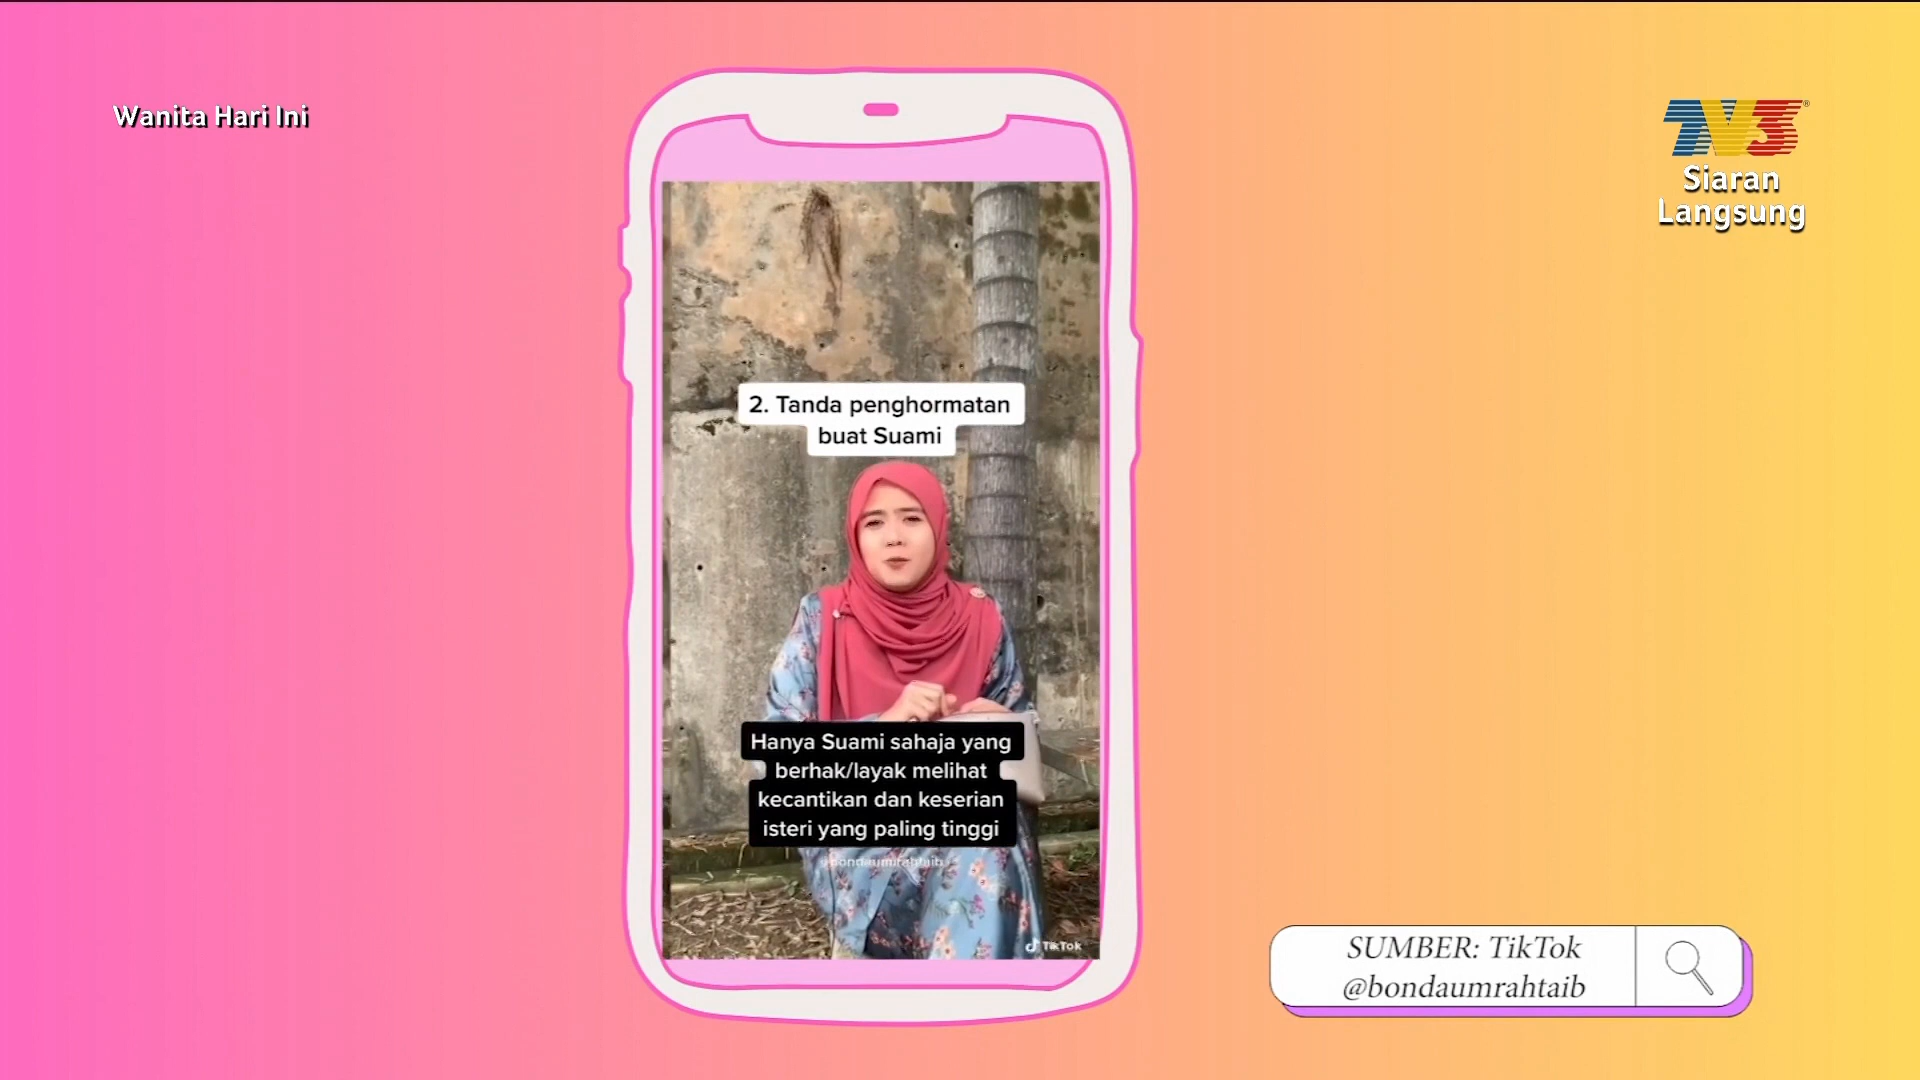 Wanita Hari Ini
TV3
Siaran
Langsung
2. Tanda penghormatan
buat Suami
Hanya Suami sahaja yang
berhak/layak melihat
kecantikan dan keserian
isteri yang paling tinggi
@bondaumrahtaib
TikTok
SUMBER: TikTok
@bondaumrahtaib